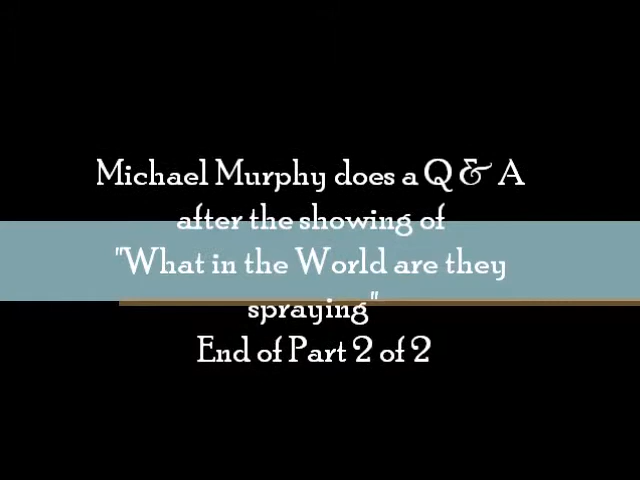 Michael Murphy does a Q & A
after the showing of
"What in the World are they
spraying"
End of Part 2 of 2